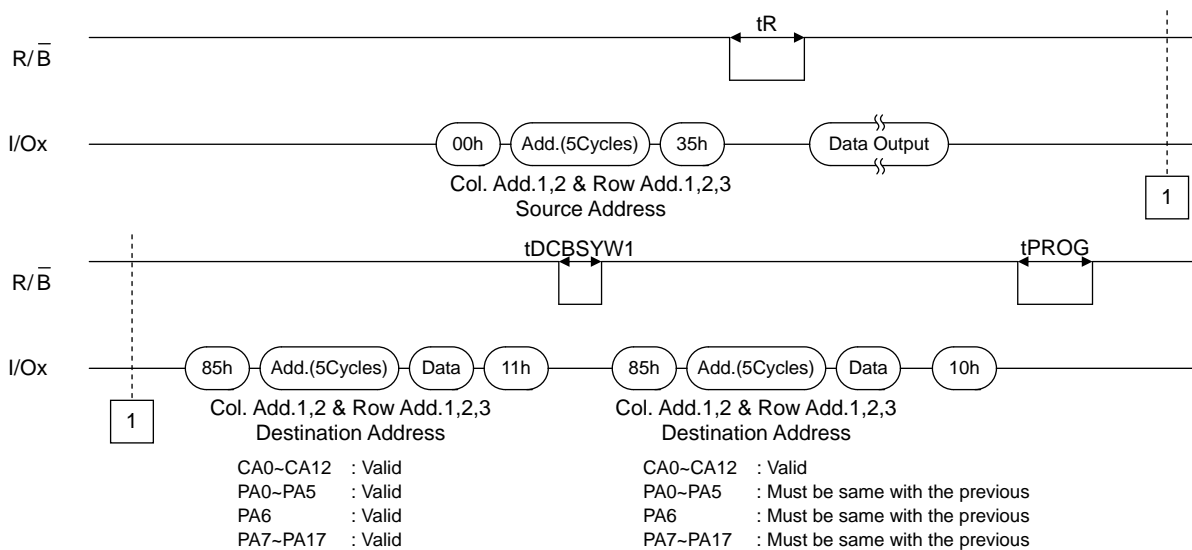 tR
R/B̅
I/Ox 00h Add.(5Cycles) 35h Data Output
Col. Add.1,2 & Row Add.1,2,3
Source Address
1
tDCBSYW1 tPROG
R/B̅
I/Ox 85h Add.(5Cycles) Data 11h 85h Add.(5Cycles) Data 10h
1
Col. Add.1,2 & Row Add.1,2,3 Col. Add.1,2 & Row Add.1,2,3
Destination Address Destination Address
CA0~CA12 : Valid CA0~CA12 : Valid
PA0~PA5 : Valid PA0~PA5 : Must be same with the previous
PA6 : Valid PA6 : Must be same with the previous
PA7~PA17 : Valid PA7~PA17 : Must be same with the previous